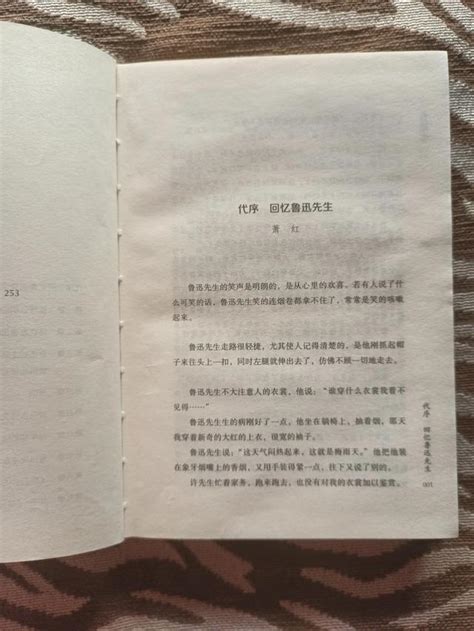 253
代序 回忆鲁迅先生
萧 红
鲁迅先生的笑声是明朗的，是从心里的欢喜。若有人说了什
么可笑的话，鲁迅先生笑的连烟卷都拿不住了，常常是笑的咳嗽
起来。
鲁迅先生走路很轻捷，尤其使人记得清楚的，是他刚抓起帽
子来往头上一扣，同时左腿就伸出去了，仿佛不顾一切地走去。
鲁迅先生不大注意人的衣裳，他说：“谁穿什么衣裳我看不
见得……”
鲁迅先生生的病刚好了一点，他坐在躺椅上，抽着烟，那天
我穿着新奇的大红的上衣，很宽的袖子。
鲁迅先生说：“这天气闷热起来，这就是梅雨天。”他把他装在
象牙烟嘴上的香烟，又用手装得紧一点，往下又说了别的。
许先生忙着家务，跑来跑去，也没有对我的衣裳加以鉴赏。
代序 回忆鲁迅先生
001